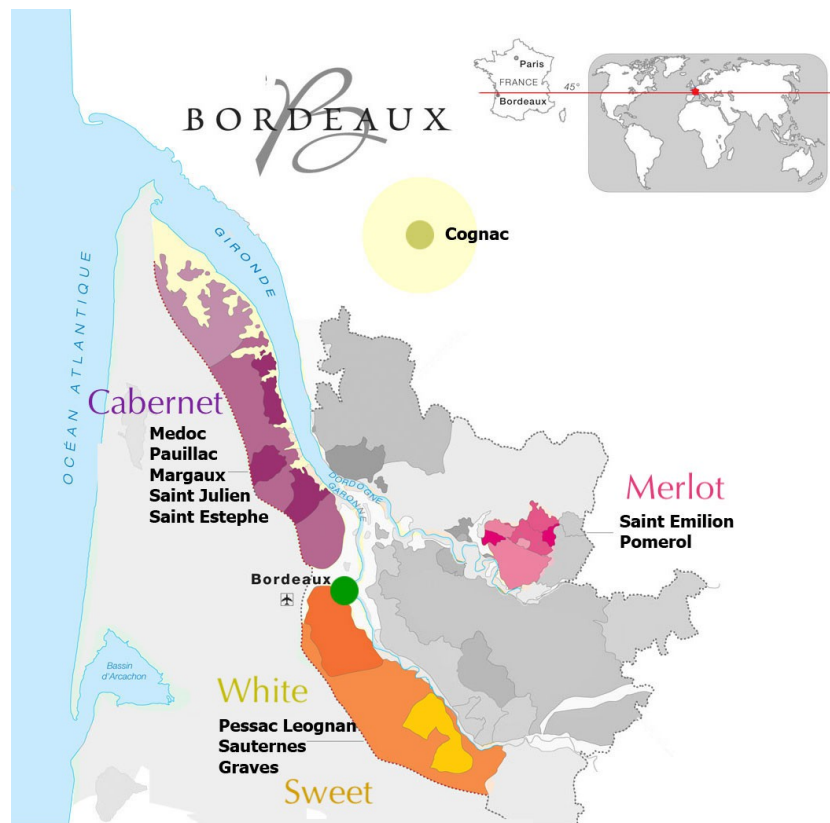 BORDEAUX
Paris
FRANCE
Bordeaux
45°
Cognac
GIRONDE
OCÉAN ATLANTIQUE
Cabernet
Medoc
Pauillac
Margaux
Saint Julien
Saint Estephe
DORDOGNE
GARONNE
Merlot
Saint Emilion
Pomerol
Bordeaux
Bassin
d'Arcachon
White
Pessac Leognan
Sauternes
Graves
Sweet